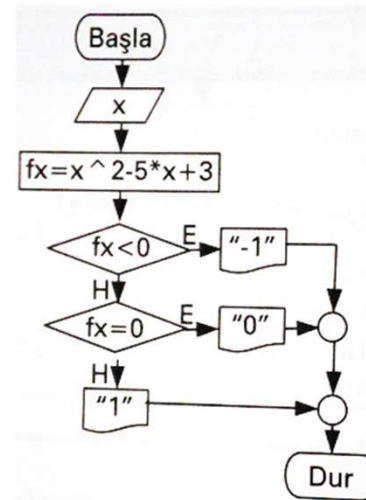 Başla
x
fx=x^2-5*x+3
fx<0
E
"-1"
H
fx=0
E
"0"
H
"1"
Dur